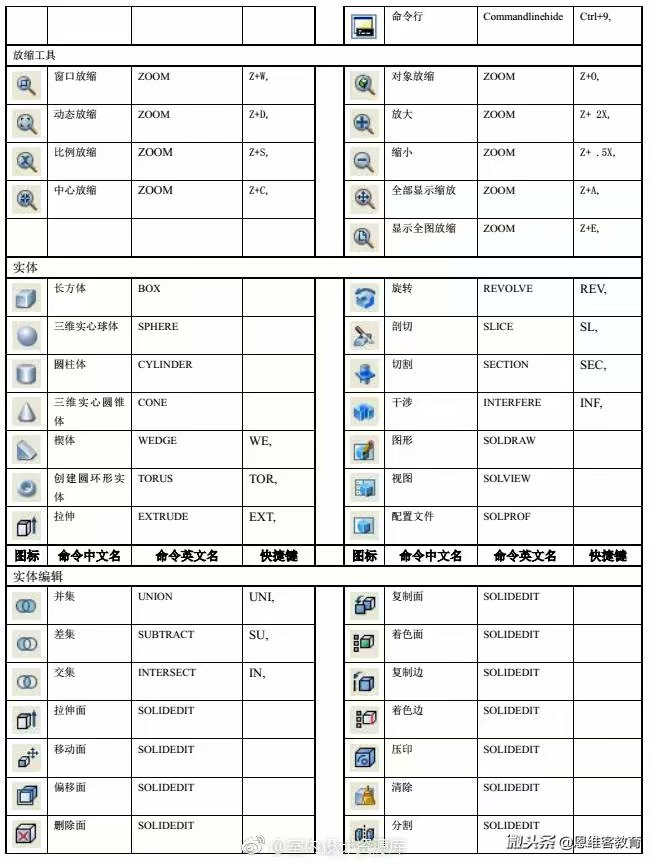 命令行 Commandlinehide Ctrl+9,
放缩工具
窗口放缩 ZOOM Z+W, 对象放缩 ZOOM Z+O,
动态放缩 ZOOM Z+D, 放大 ZOOM Z+ 2X,
比例放缩 ZOOM Z+S, 缩小 ZOOM Z+ .5X,
中心放缩 ZOOM Z+C, 全部显示缩放 ZOOM Z+A,
显示全图放缩 ZOOM Z+E,
实体
长方体 BOX 旋转 REVOLVE REV,
三维实心球体 SPHERE 剖切 SLICE SL,
圆柱体 CYLINDER 切割 SECTION SEC,
三维实心圆锥 CONE 干涉 INTERFERE INF,
体
楔体 WEDGE WE, 图形 SOLDRAW
创建圆环形实 TORUS TOR, 视图 SOLVIEW
体
拉伸 EXTRUDE EXT, 配置文件 SOLPROF
图标 命令中文名 命令英文名 快捷键 图标 命令中文名 命令英文名 快捷键
实体编辑
并集 UNION UNI, 复制面 SOLIDEDIT
差集 SUBTRACT SU, 着色面 SOLIDEDIT
交集 INTERSECT IN, 复制边 SOLIDEDIT
拉伸面 SOLIDEDIT 着色边 SOLIDEDIT
移动面 SOLIDEDIT 压印 SOLIDEDIT
偏移面 SOLIDEDIT 清除 SOLIDEDIT
删除面 SOLIDEDIT 分割 SOLIDEDIT
微头条 @恩维客教育